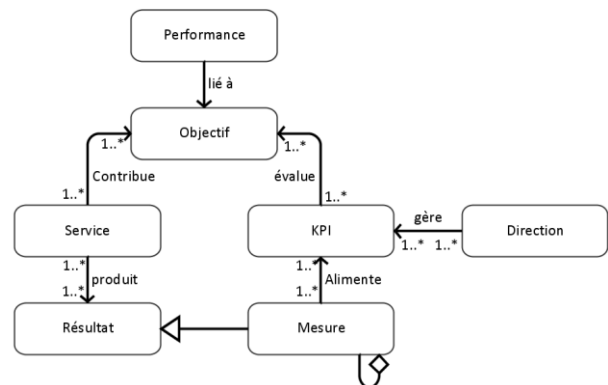 Performance
lié à
Objectif
1..* 1..*
Contribue évalue
1..* 1..*
Service KPI gère Direction
1..* 1..*
1..* 1..*
produit Alimente
1..* 1..*
Résultat Mesure